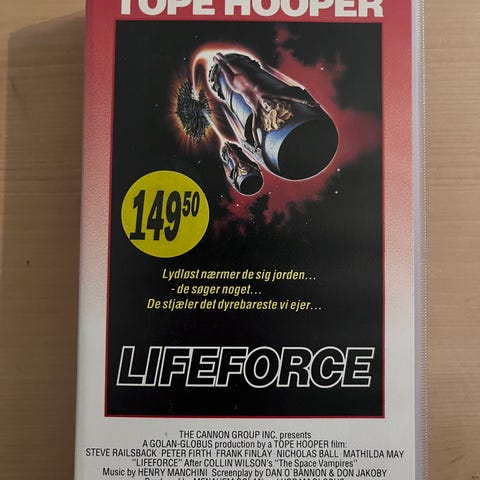 TOPE HOOPER
149 50
Lydløst nærmer de sig jorden...
- de søger noget...
De stjæler det dyrebareste vi ejer...
LIFEFORCE
THE CANNON GROUP INC. presents
A GOLAN-GLOBUS production by a TOPE HOOPER film:
STEVE RAILSBACK PETER FIRTH FRANK FINLAY NICHOLAS BALL MATHILDA MAY
"LIFEFORCE" After COLLIN WILSON's "The Space Vampires"
Music by HENRY MANCHINI Screenplay by DAN O'BANNON & DON JAKOBY